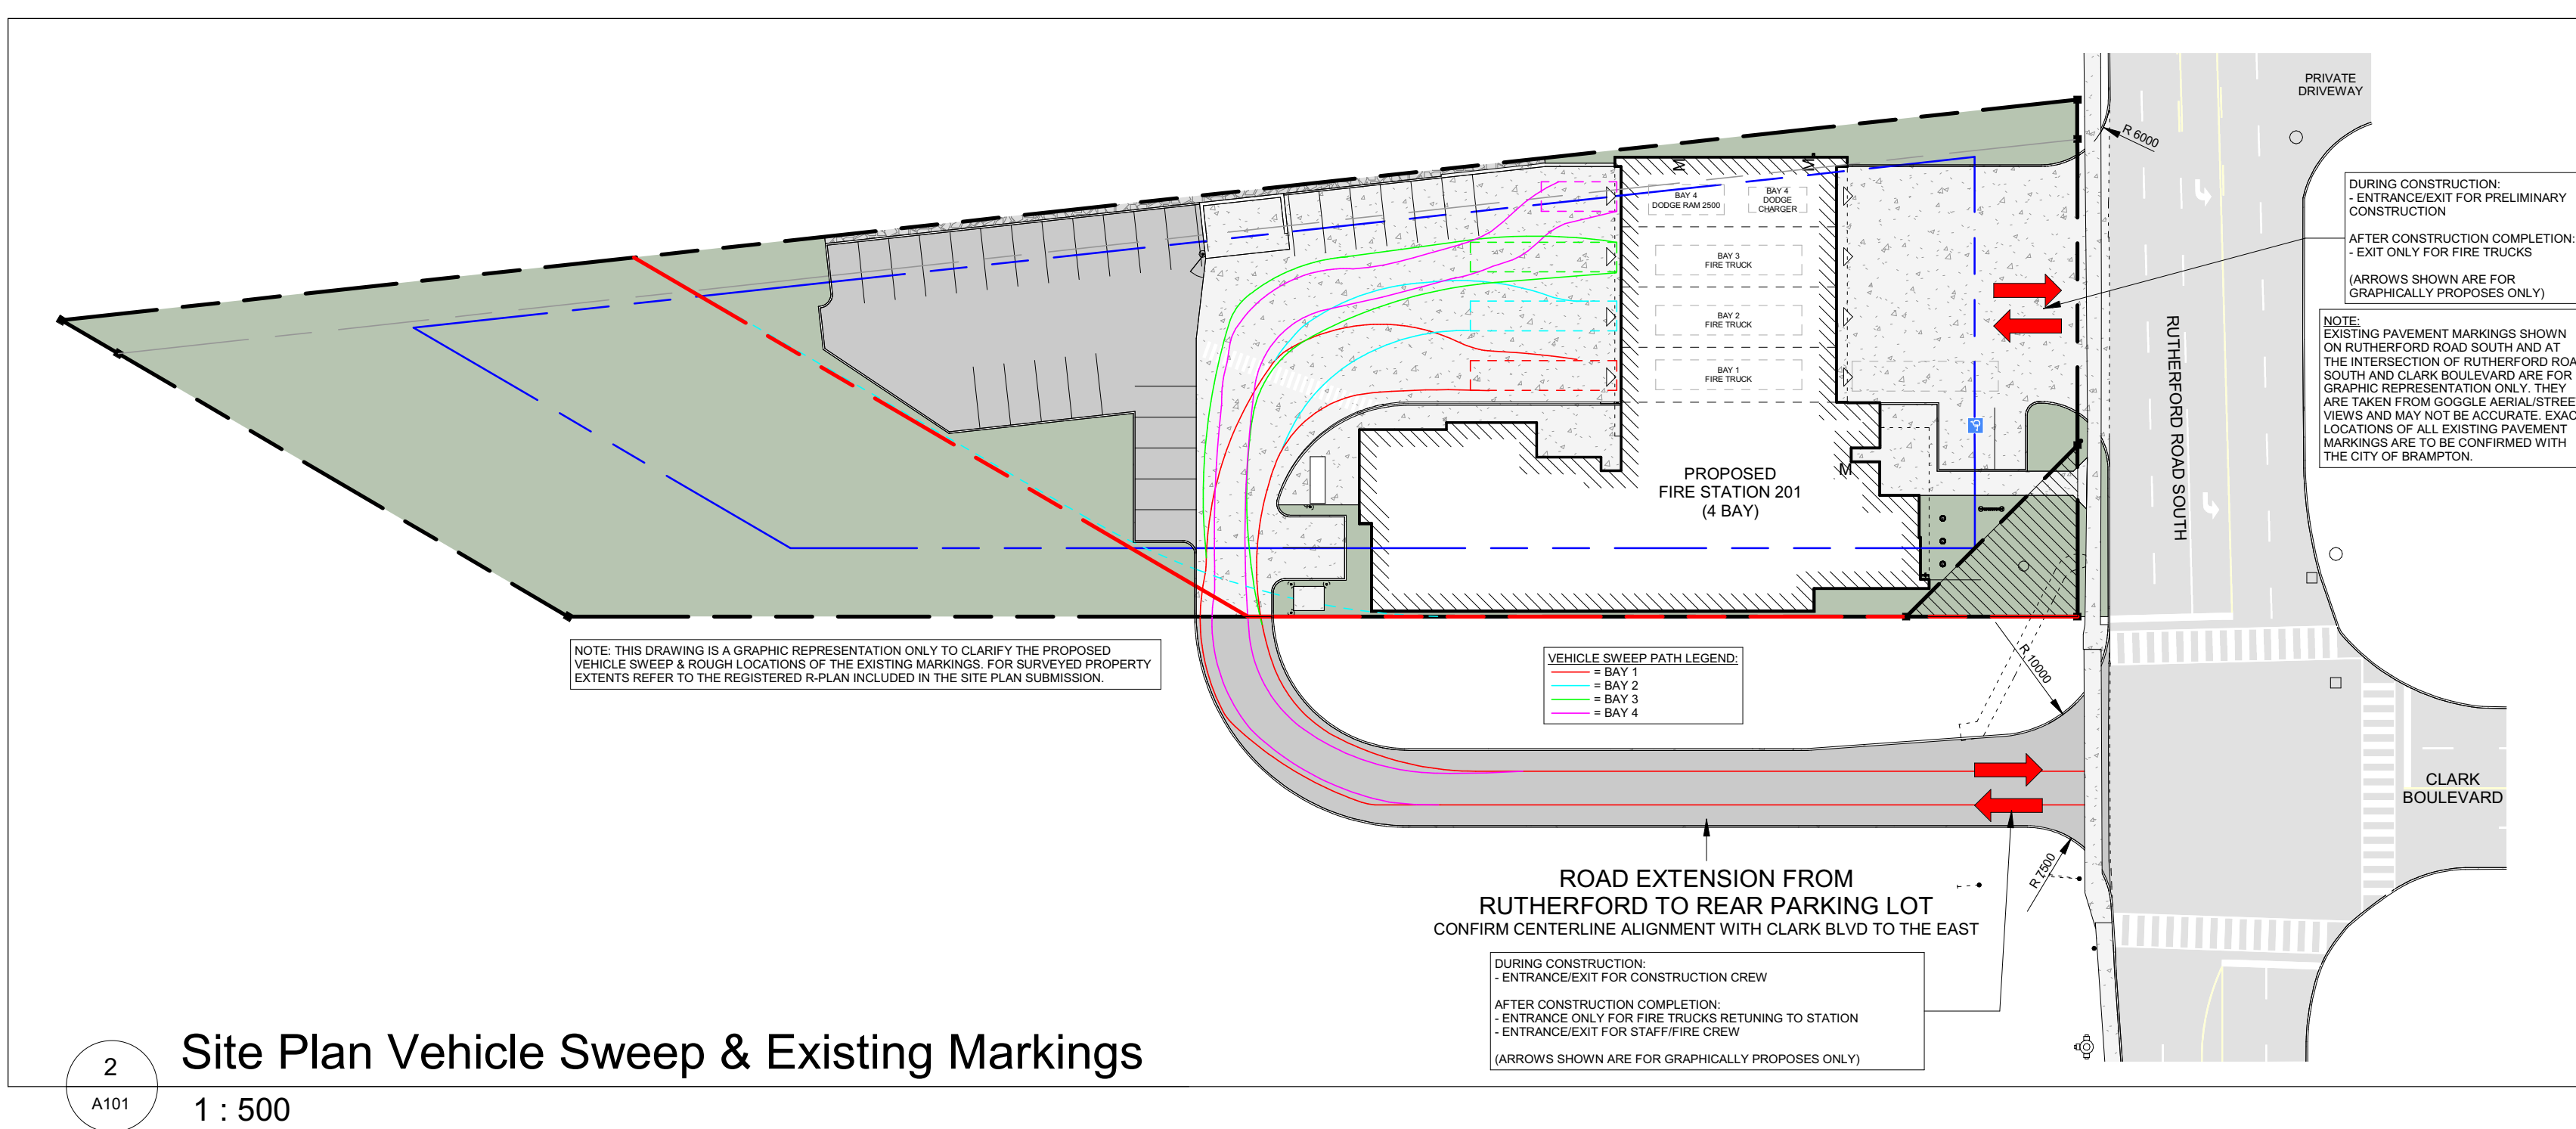 PRIVATE
DRIVEWAY
R 6000
DURING CONSTRUCTION:
- ENTRANCE/EXIT FOR PRELIMINARY
CONSTRUCTION
AFTER CONSTRUCTION COMPLETION:
- EXIT ONLY FOR FIRE TRUCKS
(ARROWS SHOWN ARE FOR
GRAPHICALLY PROPOSES ONLY)
NOTE:
EXISTING PAVEMENT MARKINGS SHOWN
ON RUTHERFORD ROAD SOUTH AND AT
THE INTERSECTION OF RUTHERFORD ROA
SOUTH AND CLARK BOULEVARD ARE FOR
GRAPHIC REPRESENTATION ONLY. THEY
ARE TAKEN FROM GOGGLE AERIAL/STREE
VIEWS AND MAY NOT BE ACCURATE. EXAC
LOCATIONS OF ALL EXISTING PAVEMENT
MARKINGS ARE TO BE CONFIRMED WITH
THE CITY OF BRAMPTON.
M
M
BAY 4
DODGE RAM 2500
BAY 4
DODGE
CHARGER
BAY 3
FIRE TRUCK
BAY 2
FIRE TRUCK
BAY 1
FIRE TRUCK
RUTHERFORD ROAD SOUTH
M
PROPOSED
FIRE STATION 201
(4 BAY)
NOTE: THIS DRAWING IS A GRAPHIC REPRESENTATION ONLY TO CLARIFY THE PROPOSED
VEHICLE SWEEP & ROUGH LOCATIONS OF THE EXISTING MARKINGS. FOR SURVEYED PROPERTY
EXTENTS REFER TO THE REGISTERED R-PLAN INCLUDED IN THE SITE PLAN SUBMISSION.
VEHICLE SWEEP PATH LEGEND:
= BAY 1
= BAY 2
= BAY 3
= BAY 4
R 10000
CLARK
BOULEVARD
R 7500
ROAD EXTENSION FROM
RUTHERFORD TO REAR PARKING LOT
CONFIRM CENTERLINE ALIGNMENT WITH CLARK BLVD TO THE EAST
DURING CONSTRUCTION:
- ENTRANCE/EXIT FOR CONSTRUCTION CREW
AFTER CONSTRUCTION COMPLETION:
- ENTRANCE ONLY FOR FIRE TRUCKS RETUNING TO STATION
- ENTRANCE/EXIT FOR STAFF/FIRE CREW
(ARROWS SHOWN ARE FOR GRAPHICALLY PROPOSES ONLY)
2
A101
Site Plan Vehicle Sweep & Existing Markings
1 : 500